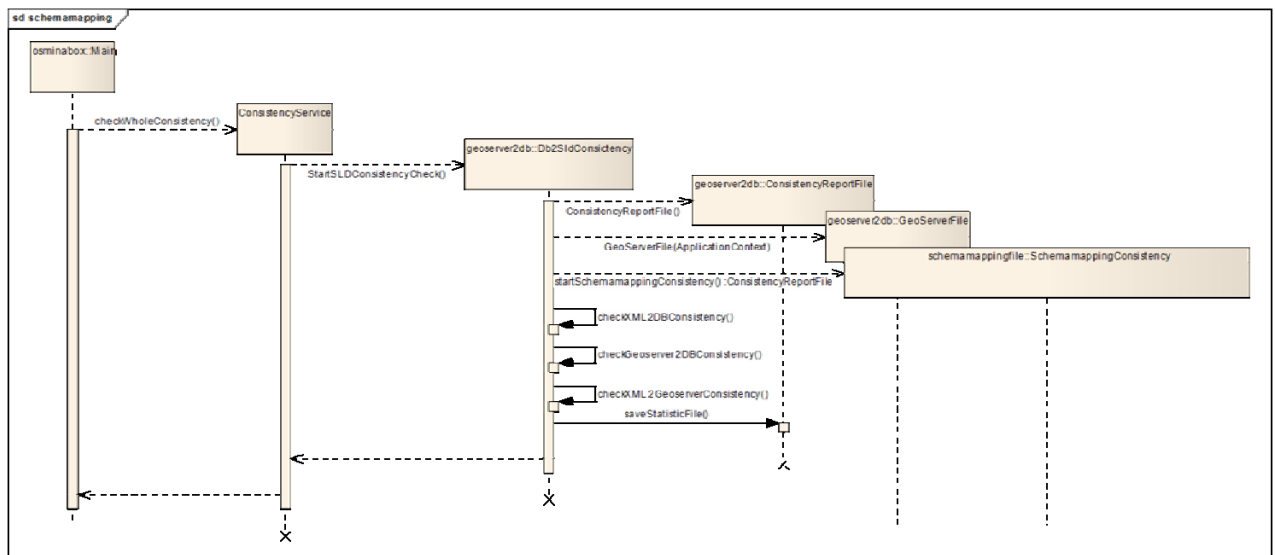 sd schemamapping
osminabox::Main
checkWholeConsistency()
ConsistencyService
StartSLDConsistencyCheck()
geoserver2db::Db2SldConsictency
geoserver2db::ConsistencyReportFile
ConsistencyReportFile()
geoserver2db::GeoServerFile
GeoServerFile(ApplicationContext)
schemamappingfile::SchemamappingConsistency
startSchemamappingConsistency() :ConsistencyReportFile
checkXML2DBConsistency()
checkGeoserver2DBConsistency()
checkXML2GeoserverConsistency()
saveStatisticFile()